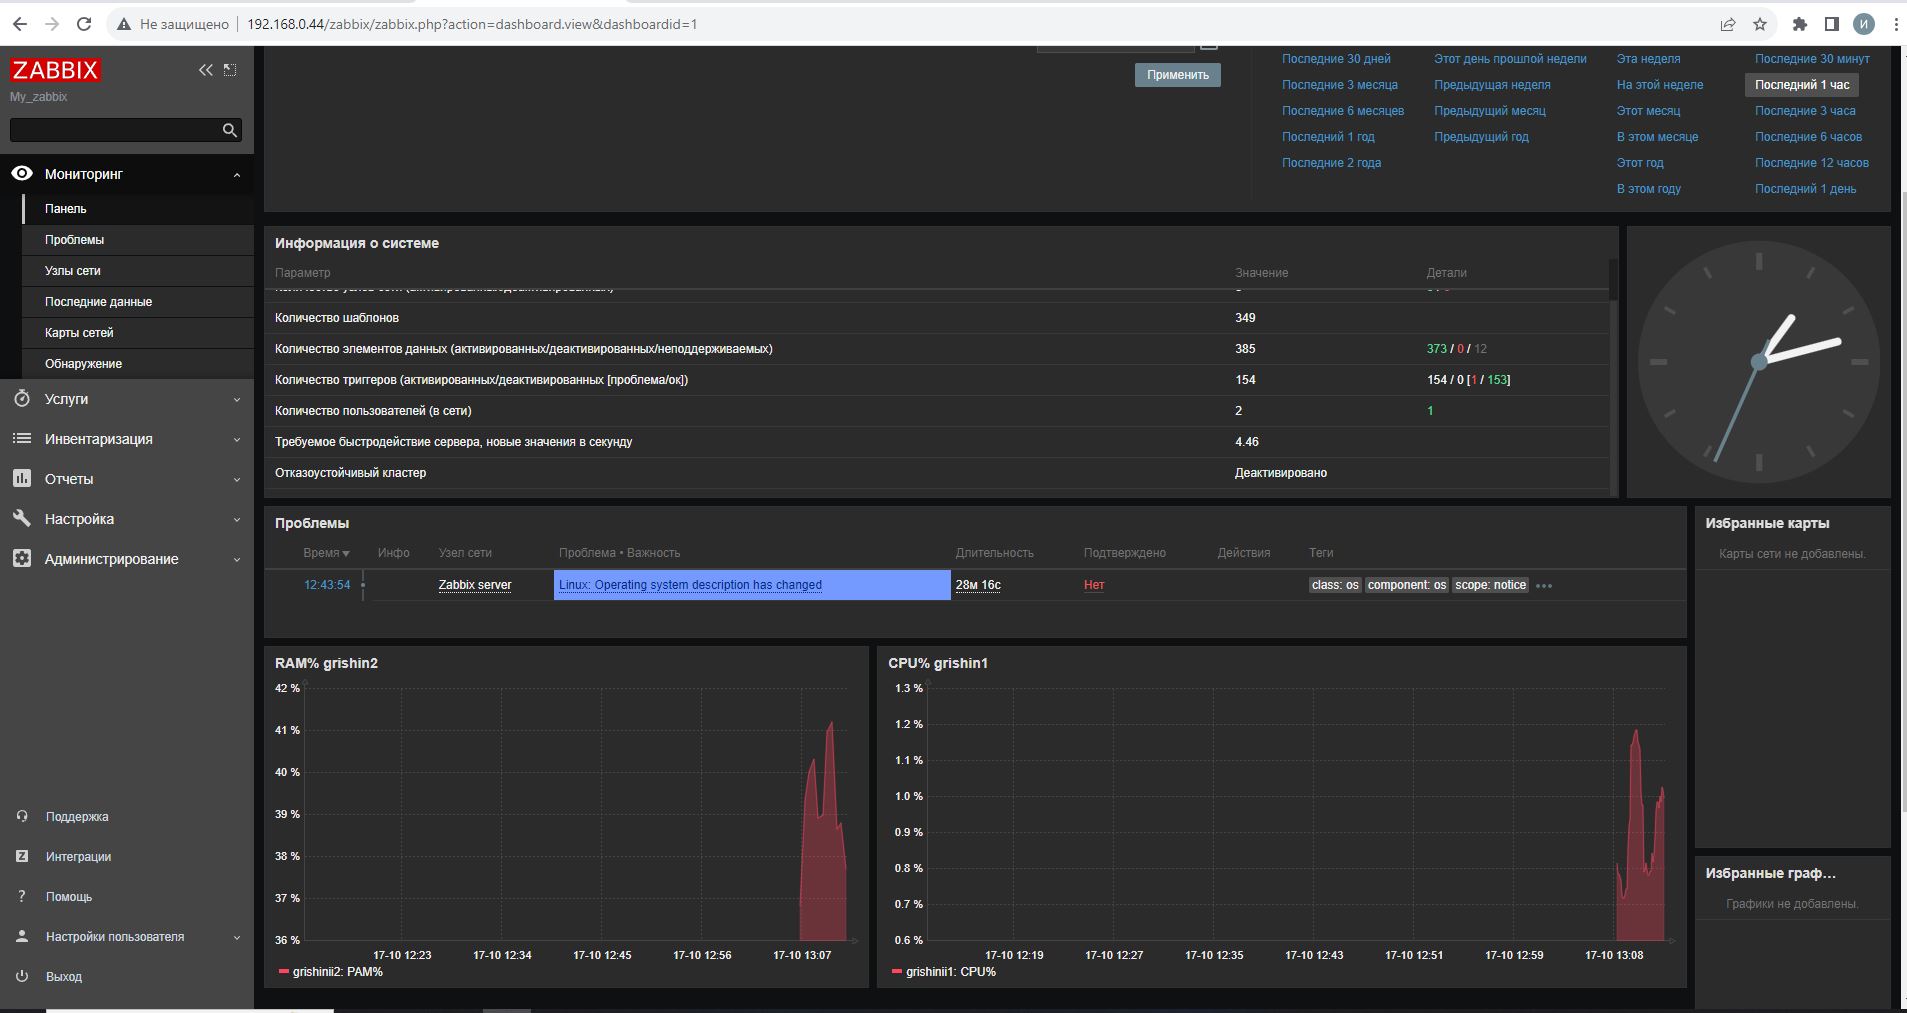 Не защищено 192.168.0.44/zabbix/zabbix.php?action=dashboard.view&dashboardid=1 И
ZABBIX
My_zabbix
Мониторинг
Панель
Проблемы
Узлы сети
Последние данные
Карты сетей
Обнаружение
Услуги
Инвентаризация
Отчеты
Настройка
Администрирование
Поддержка
Интеграции
Помощь
Настройки пользователя
Выход
Применить
Последние 30 дней Этот день прошлой недели Эта неделя Последние 30 минут
Последние 3 месяца Предыдущая неделя На этой неделе Последний 1 час
Последние 6 месяцев Предыдущий месяц Этот месяц Последние 3 часа
Последний 1 год Предыдущий год В этом месяце Последние 6 часов
Последние 2 года Этот год Последние 12 часов
В этом году Последний 1 день
Информация о системе
Параметр Значение Детали
Количество шаблонов 349
Количество элементов данных (активированных/деактивированных/неподдерживаемых) 385 373 / 0 / 12
Количество триггеров (активированных/деактивированных [проблема/ок]) 154 154 / 0 [1 / 153]
Количество пользователей (в сети) 2 1
Требуемое быстродействие сервера, новые значения в секунду 4.46
Отказоустойчивый кластер Деактивировано
Проблемы
Время Инфо Узел сети Проблема • Важность Длительность Подтверждено Действия Теги
12:43:54 Zabbix server Linux: Operating system description has changed 28м 16с Нет class: os component: os scope: notice
Избранные карты
Карты сети не добавлены.
RAM% grishin2
42 %
41 %
40 %
39 %
38 %
37 %
36 %
17-10 12:23 17-10 12:34 17-10 12:45 17-10 12:56 17-10 13:07
grishinii2: РАМ%
CPU% grishin1
1.3 %
1.2 %
1.1 %
1.0 %
0.9 %
0.8 %
0.7 %
0.6 %
17-10 12:19 17-10 12:27 17-10 12:35 17-10 12:43 17-10 12:51 17-10 12:59 17-10 13:08
grishinii1: CPU%
Избранные граф...
Графики не добавлены.